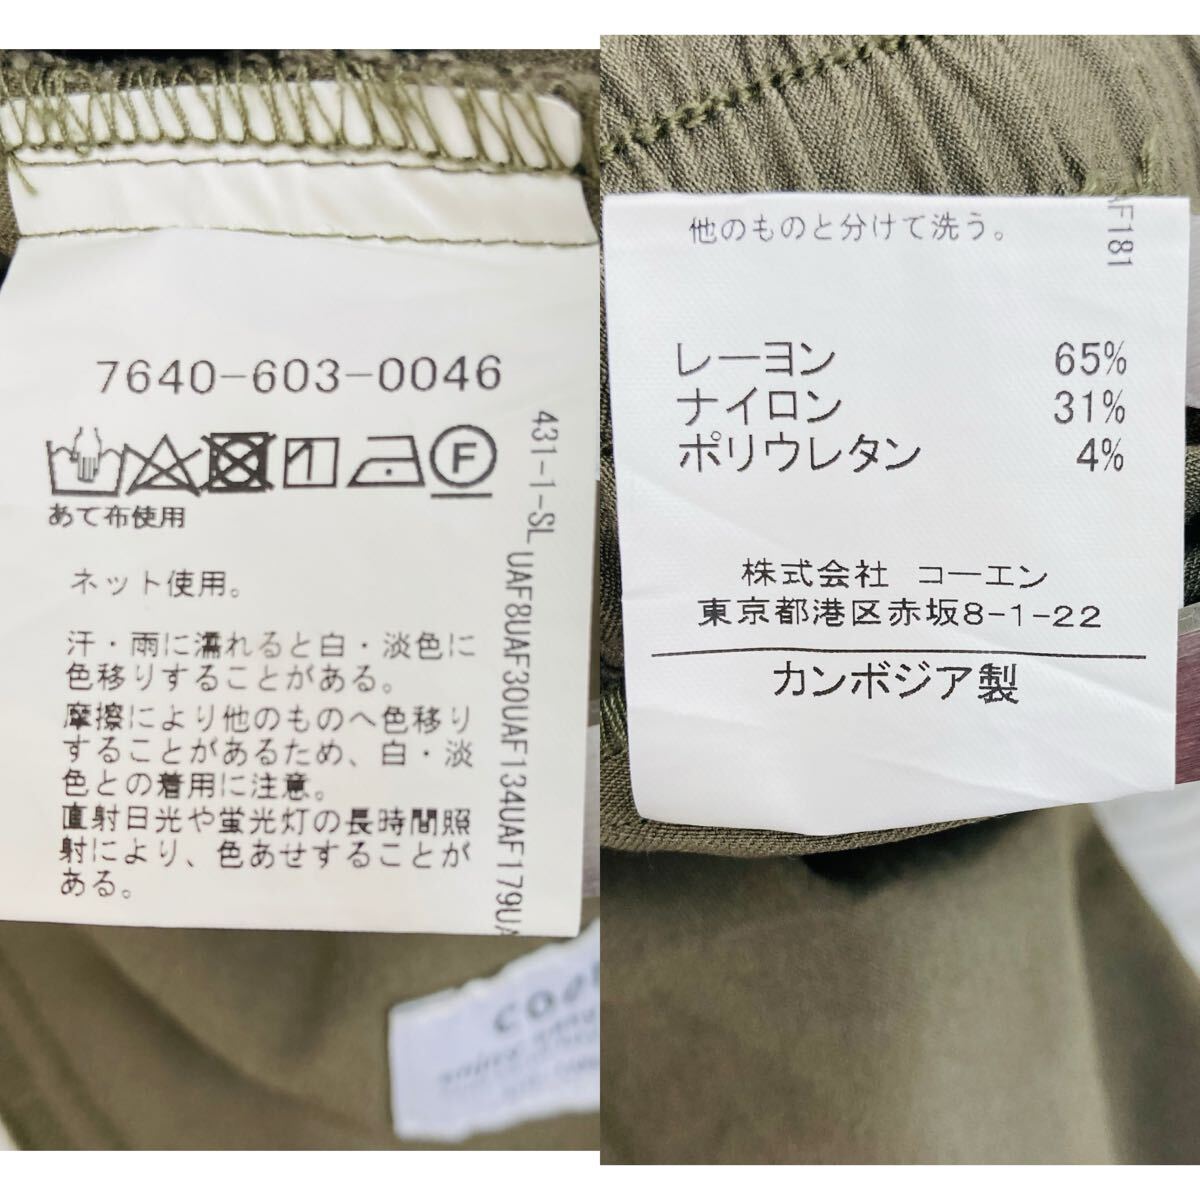 7640-603-0046
F
あて布使用
ネット使用。
汗・雨に濡れると白・淡色に
色移りすることがある。
摩擦により他のものへ色移り
することがあるため、白・淡
色との着用に注意。
直射日光や蛍光灯の長時間照
射により、色あせすることが
ある。
431-1-SL
UAF8UAF30UAF134UAF179UA
他のものと分けて洗う。
AF181
レーヨン 65%
ナイロン 31%
ポリウレタン 4%
株式会社 コーエン
東京都港区赤坂8-1-22
カンボジア製